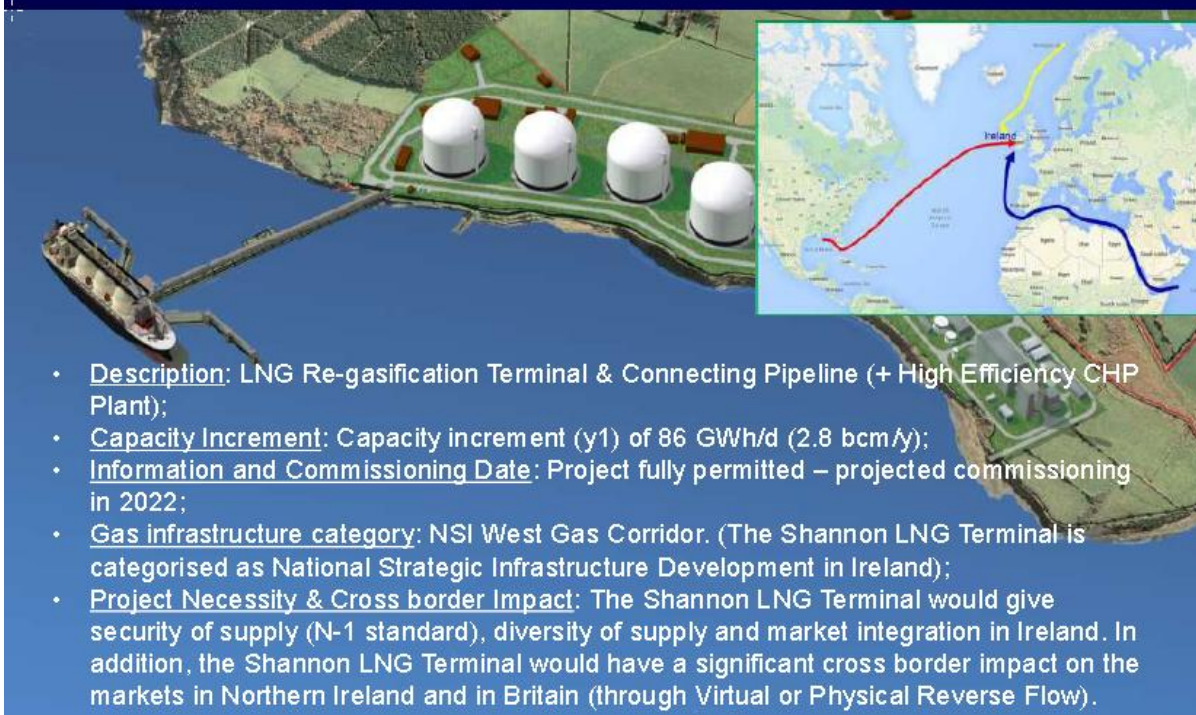 Ireland
• Description: LNG Re-gasification Terminal & Connecting Pipeline (+ High Efficiency CHP
Plant);
• Capacity Increment: Capacity increment (y1) of 86 GWh/d (2.8 bcm/y);
• Information and Commissioning Date: Project fully permitted – projected commissioning
in 2022;
• Gas infrastructure category: NSI West Gas Corridor. (The Shannon LNG Terminal is
categorised as National Strategic Infrastructure Development in Ireland);
• Project Necessity & Cross border Impact: The Shannon LNG Terminal would give
security of supply (N-1 standard), diversity of supply and market integration in Ireland. In
addition, the Shannon LNG Terminal would have a significant cross border impact on the
markets in Northern Ireland and in Britain (through Virtual or Physical Reverse Flow).